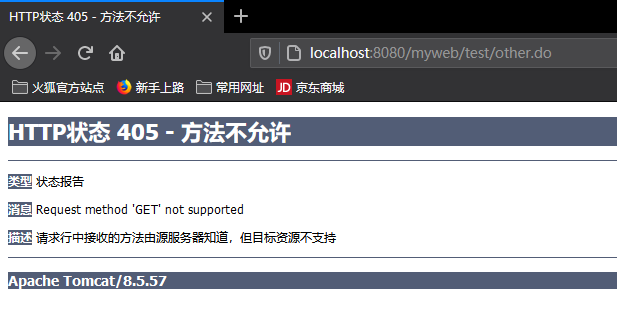 HTTP状态 405 - 方法不允许
localhost:8080/myweb/test/other.do
火狐官方站点 新手上路 常用网址 JD 京东商城
HTTP状态 405 - 方法不允许
类型 状态报告
消息 Request method 'GET' not supported
描述 请求行中接收的方法由源服务器知道，但目标资源不支持
Apache Tomcat/8.5.57